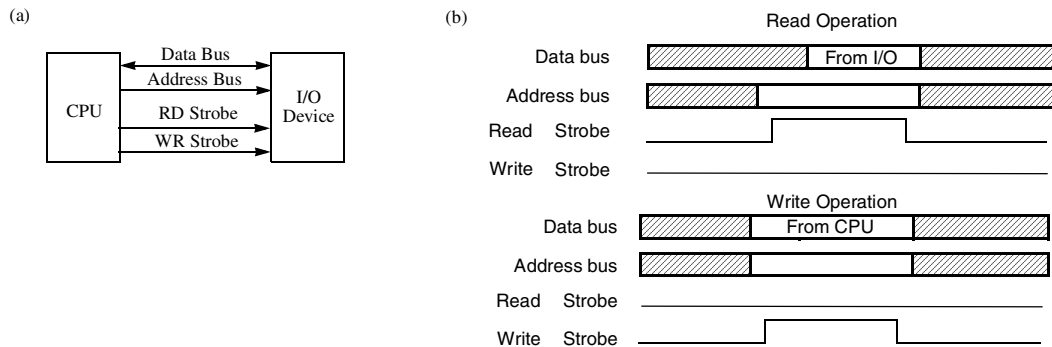 (a)
Data Bus
Address Bus
CPU
RD Strobe
WR Strobe
I/O
Device
(b)
Read Operation
Data bus From I/O
Address bus
Read Strobe
Write Strobe
Write Operation
Data bus From CPU
Address bus
Read Strobe
Write Strobe